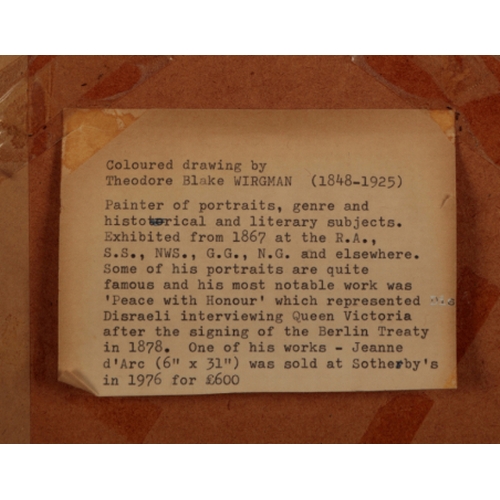 Coloured drawing by
Theodore Blake WIRGMAN (1848-1925)
Painter of portraits, genre and
historical and literary subjects.
Exhibited from 1867 at the R.A.,
S.S., NWS., G.G., N.G. and elsewhere.
Some of his portraits are quite
famous and his most notable work was
'Peace with Honour' which represented
Disraeli interviewing Queen Victoria
after the signing of the Berlin Treaty
in 1878. One of his works - Jeanne
d'Arc (6" x 31") was sold at Sotheby's
in 1976 for £600